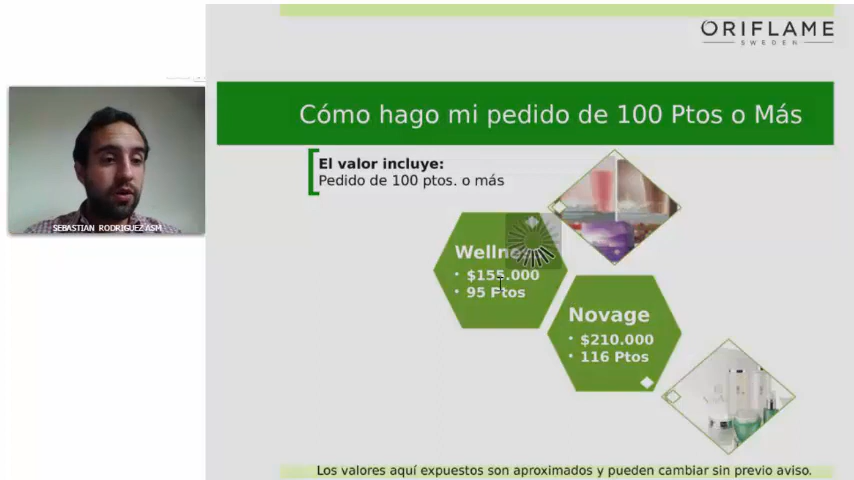 ORIFLAME
SWEDEN
Cómo hago mi pedido de 100 Ptos o Más
El valor incluye:
Pedido de 100 ptos. o más
• $155.000
• 95 Ptos
Novage
• $210.000
• 116 Ptos
SEBASTIAN RODRIGUEZ ASM
Los valores aquí expuestos son aproximados y pueden cambiar sin previo aviso.